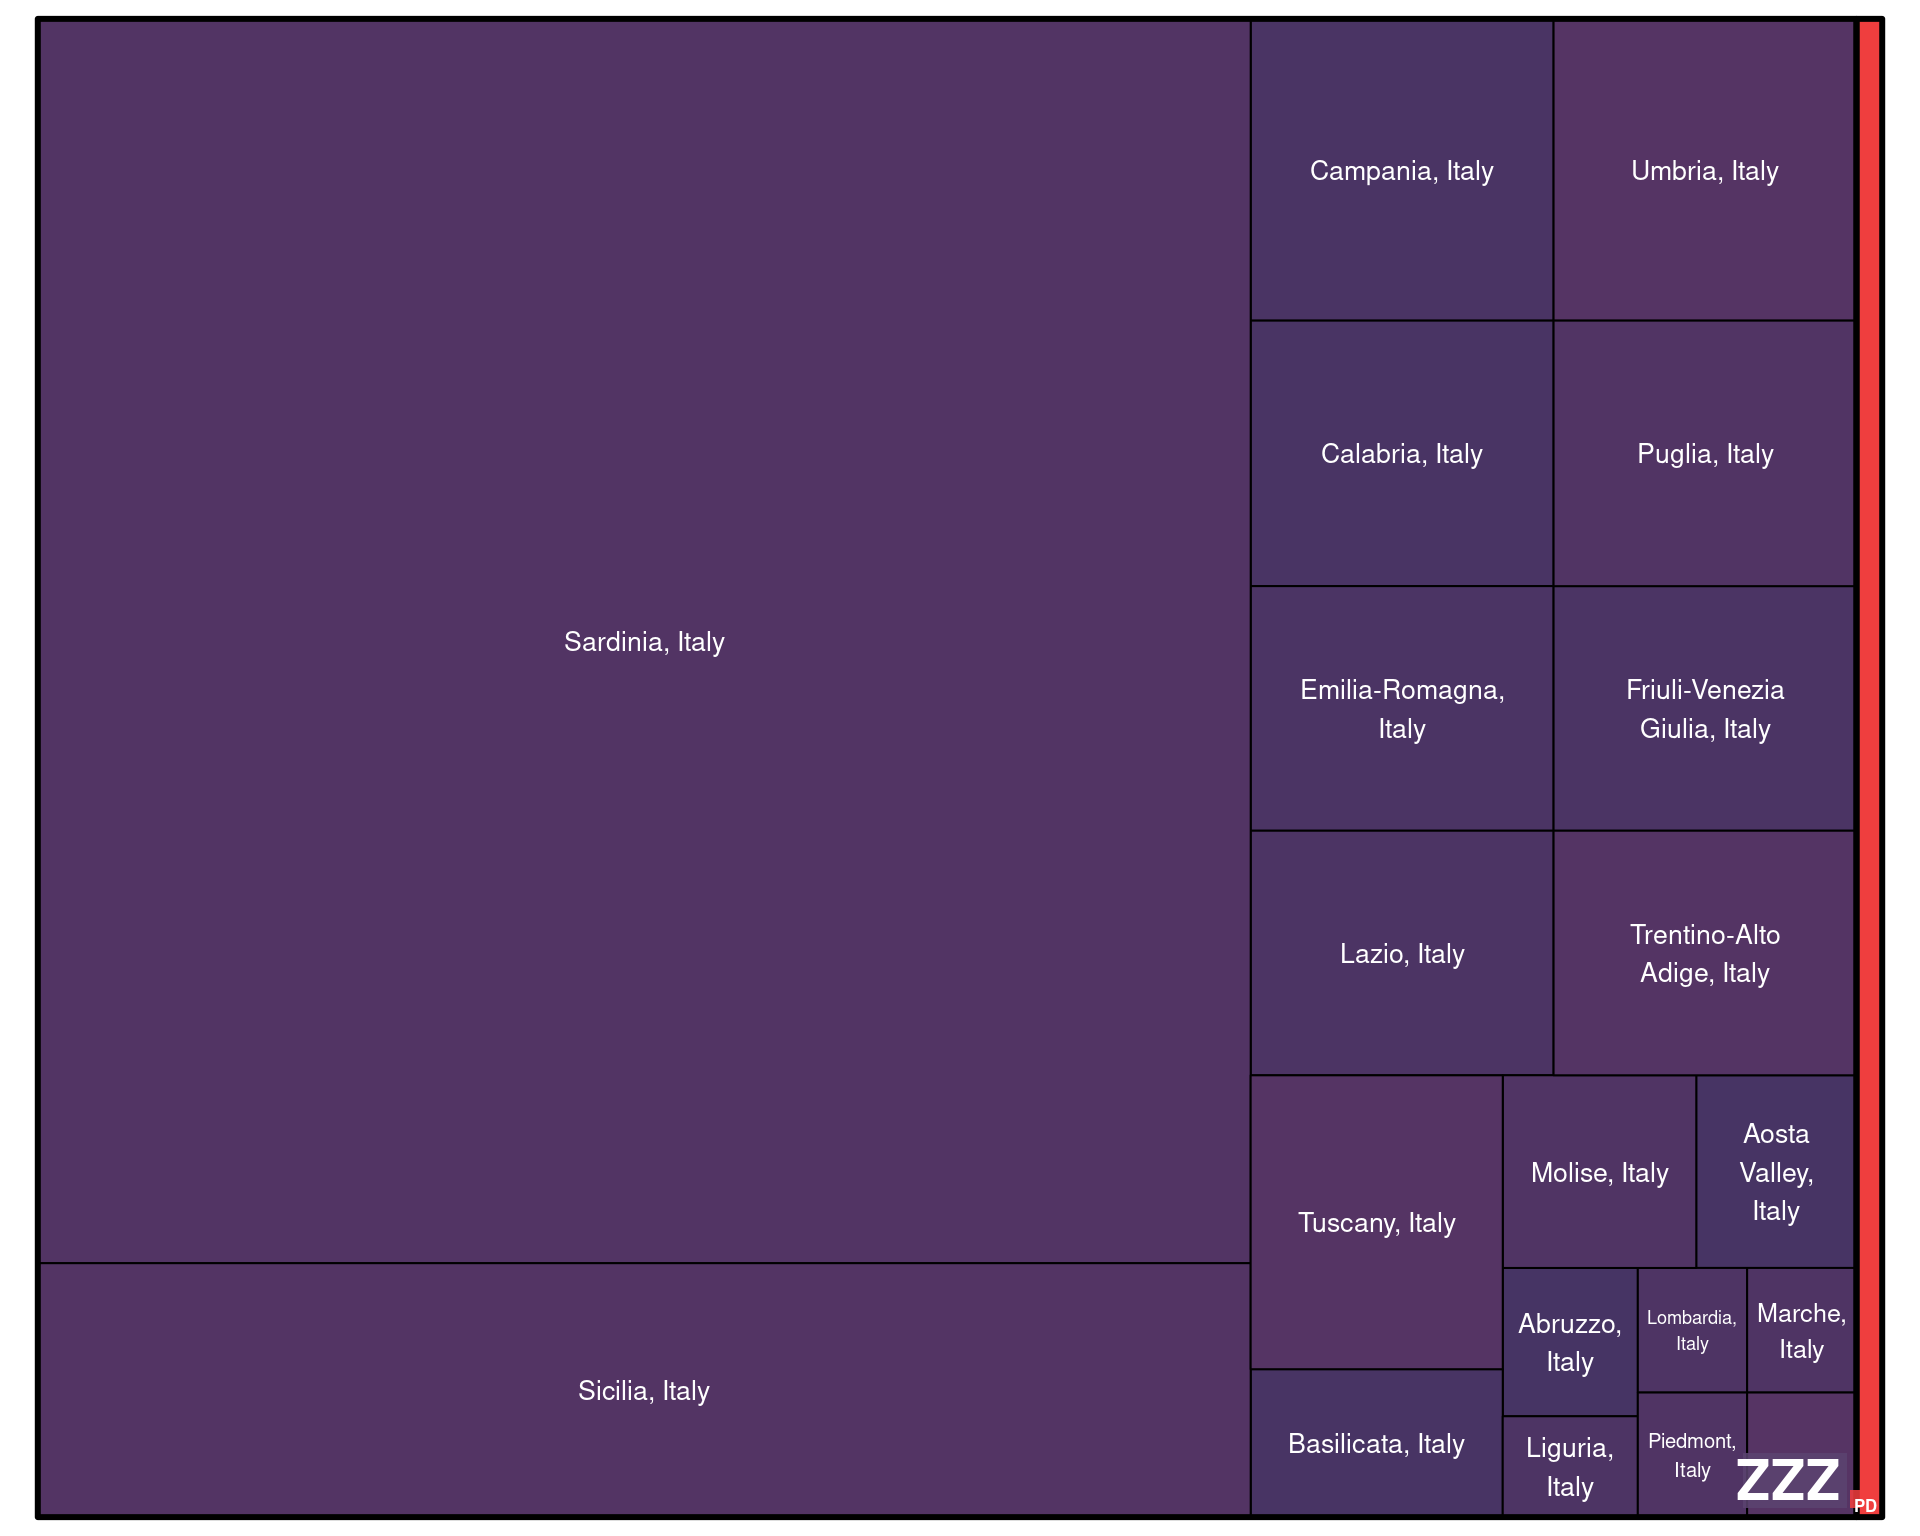 Campania, Italy
Umbria, Italy
Calabria, Italy
Puglia, Italy
Sardinia, Italy
Emilia-Romagna,
Italy
Friuli-Venezia
Giulia, Italy
Lazio, Italy
Trentino-Alto
Adige, Italy
Tuscany, Italy
Molise, Italy
Aosta
Valley,
Italy
Abruzzo,
Italy
Lombardia,
Italy
Marche,
Italy
Sicilia, Italy
Basilicata, Italy
Liguria,
Italy
Piedmont,
Italy
ZZZ
PD